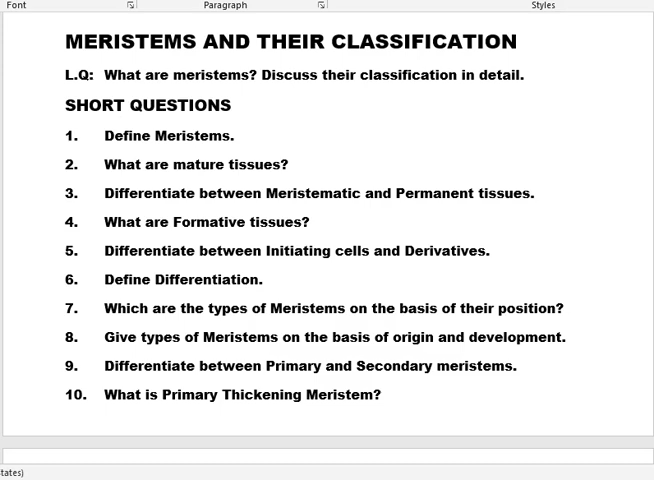 Font Paragraph Styles
MERISTEMS AND THEIR CLASSIFICATION
L.Q: What are meristems? Discuss their classification in detail.
SHORT QUESTIONS
1. Define Meristems.
2. What are mature tissues?
3. Differentiate between Meristematic and Permanent tissues.
4. What are Formative tissues?
5. Differentiate between Initiating cells and Derivatives.
6. Define Differentiation.
7. Which are the types of Meristems on the basis of their position?
8. Give types of Meristems on the basis of origin and development.
9. Differentiate between Primary and Secondary meristems.
10. What is Primary Thickening Meristem?
tates)